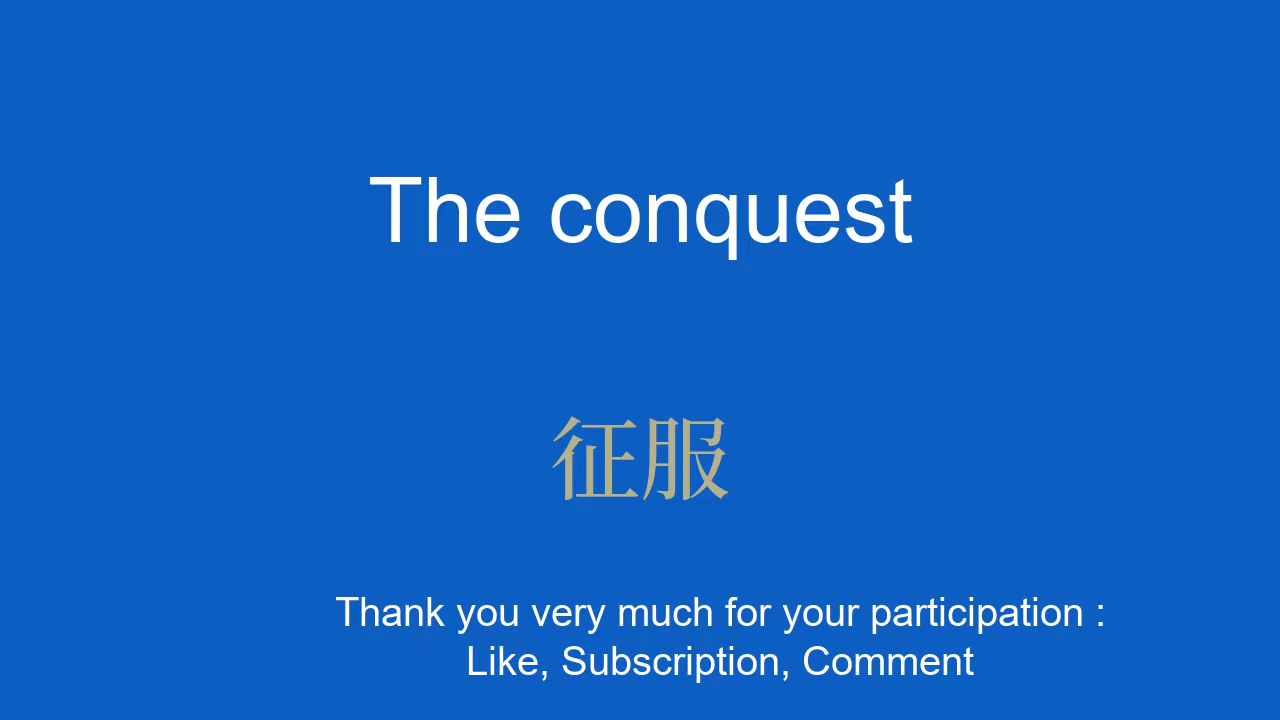 The conquest
征服
Thank you very much for your participation :
Like, Subscription, Comment